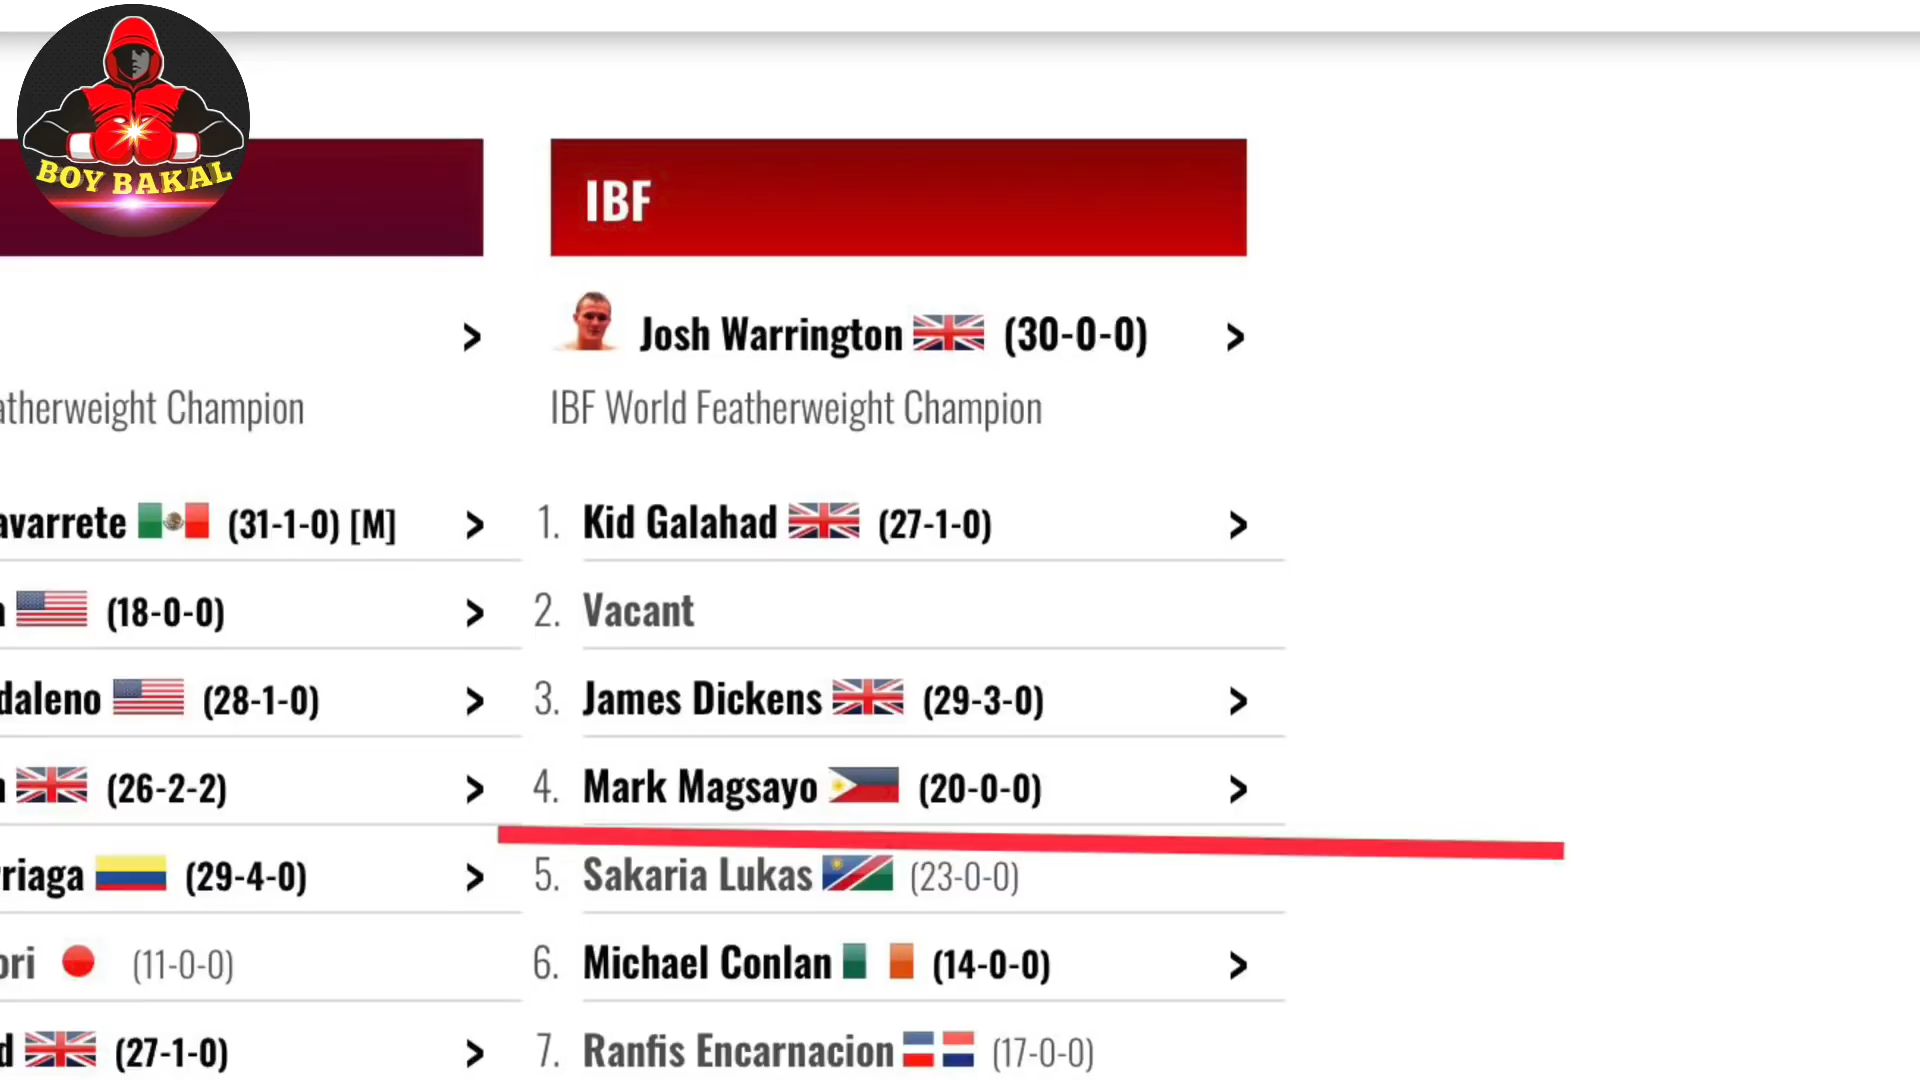 BOY BAKAL
IBF
Josh Warrington (30-0-0) >
atherweight Champion
IBF World Featherweight Champion
avarrete (31-1-0) [M] >
1. Kid Galahad (27-1-0) >
(18-0-0) >
2. Vacant
daleno (28-1-0) >
3. James Dickens (29-3-0) >
(26-2-2) >
4. Mark Magsayo (20-0-0) >
rriaga (29-4-0) >
5. Sakaria Lukas (23-0-0)
ori (11-0-0)
6. Michael Conlan (14-0-0) >
d (27-1-0) >
7. Ranfis Encarnacion (17-0-0)